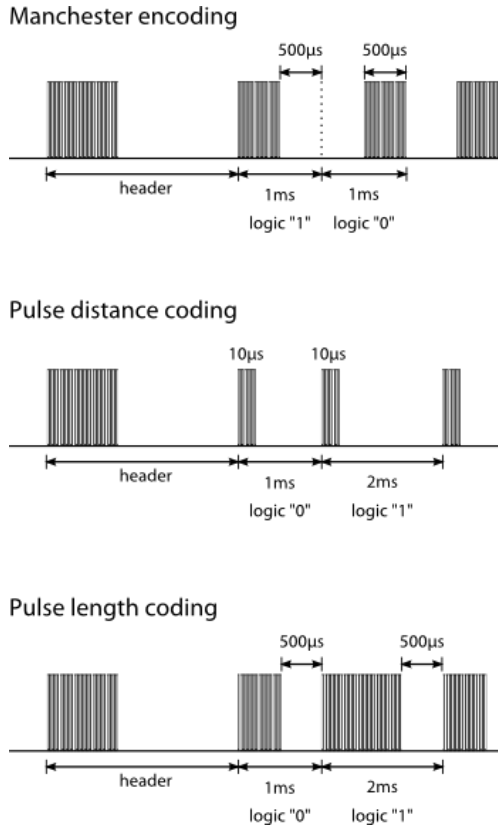 Manchester encoding
500µs 500µs
header
1ms 1ms
logic "1" logic "0"
Pulse distance coding
10µs 10µs
header
1ms 2ms
logic "0" logic "1"
Pulse length coding
500µs 500µs
header
1ms 2ms
logic "0" logic "1"